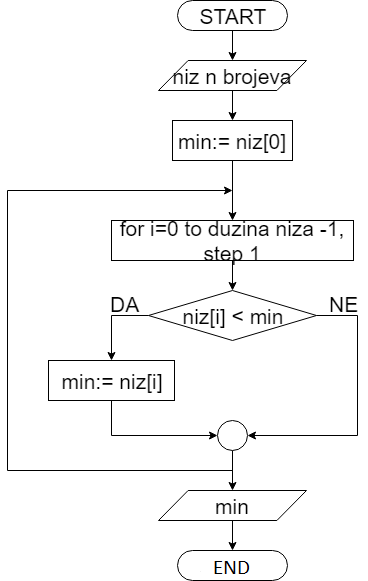 START
niz n brojeva
min:= niz[0]
for i=0 to duzina niza -1,
step 1
DA
NE
niz[i] < min
min:= niz[i]
min
END